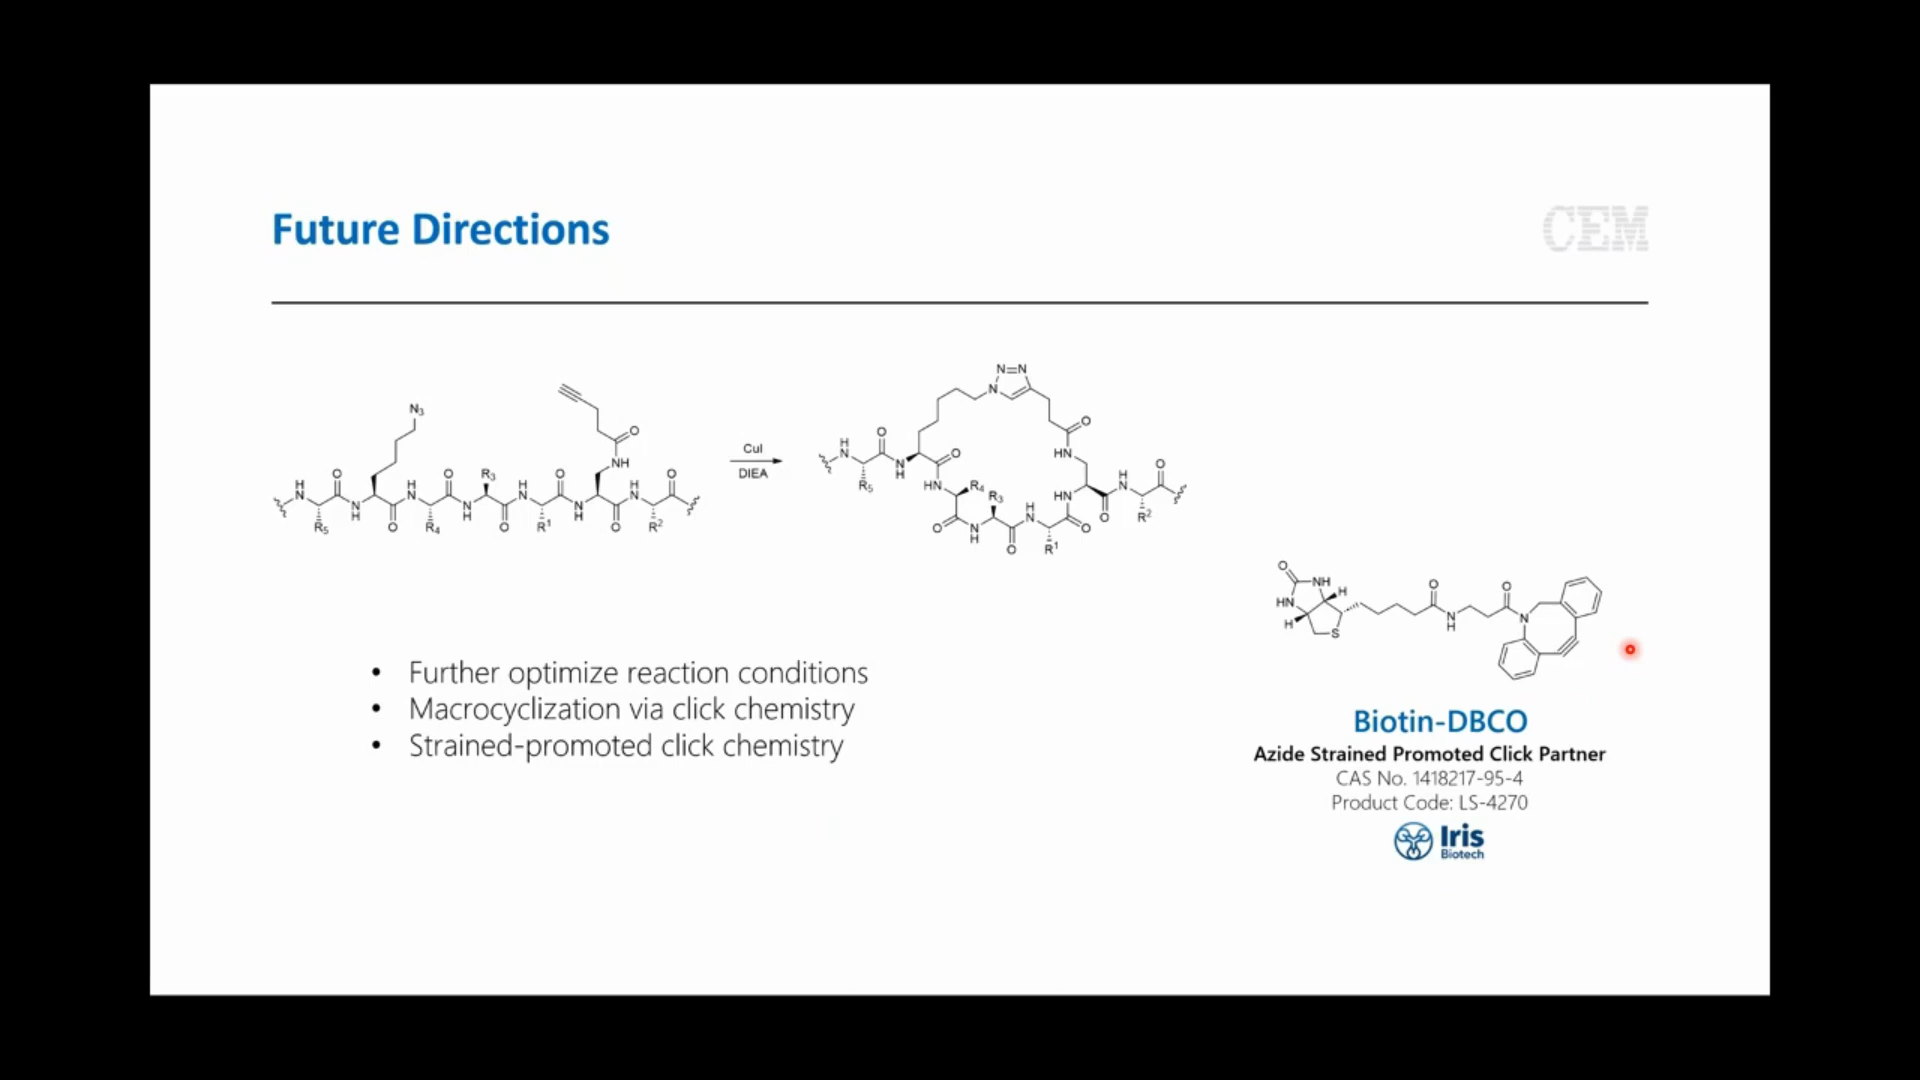 Future Directions
CEM
N₃
O
NH
H
N
O
O
R₃
H
N
O
H
N
O
N
H
R₅
O
N
H
R₄
O
R¹
N
H
O
R²
CuI
DIEA
N=N
N
O
HN
H
N
O
N
H
R₅
O
HN
R₄
R₃
H
N
HN
O
H
N
O
O
R²
O
N
H
O
R¹
O
O
NH
HN
H
H
S
O
N
H
O
N
• Further optimize reaction conditions
• Macrocyclization via click chemistry
• Strained-promoted click chemistry
Biotin-DBCO
Azide Strained Promoted Click Partner
CAS No. 1418217-95-4
Product Code: LS-4270
Iris
Biotech